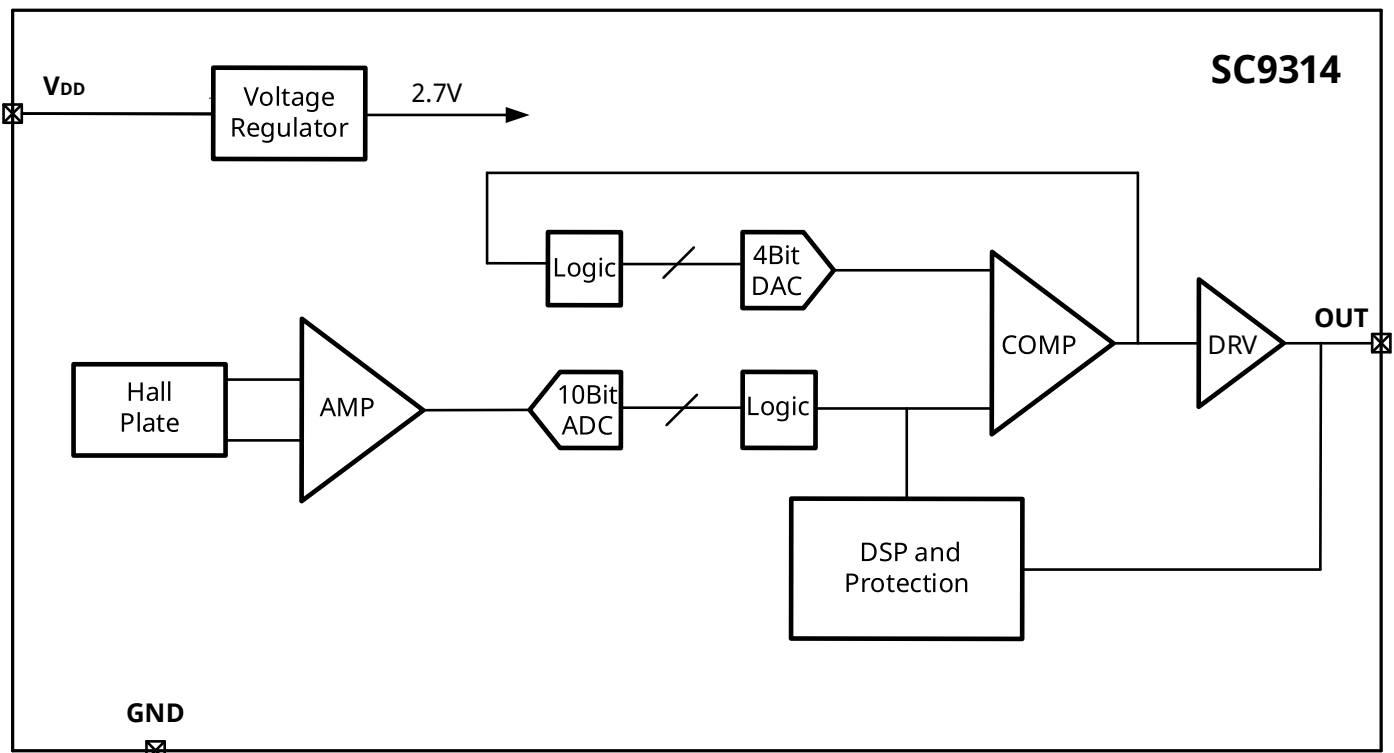 SC9314
VDD
Voltage
Regulator
2.7V
Logic
4Bit
DAC
COMP
DRV
OUT
Hall
Plate
AMP
10Bit
ADC
Logic
DSP and
Protection
GND